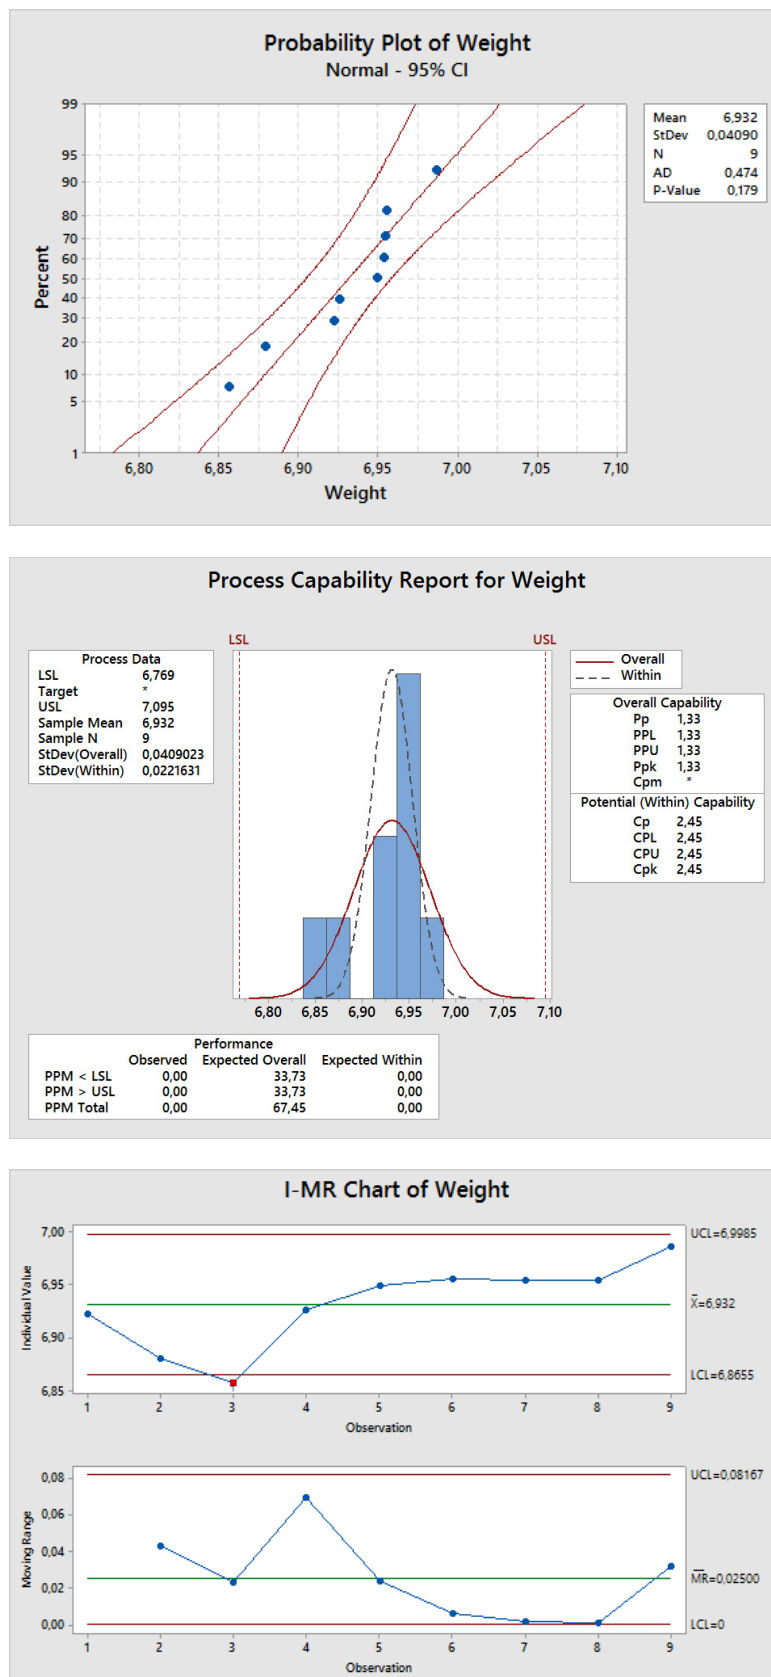 Probability Plot of Weight
Normal - 95% CI
Mean 6,932
StDev 0,04090
N 9
AD 0,474
P-Value 0,179
Percent
99
95
90
80
70
60
50
40
30
20
10
5
1
6,80 6,85 6,90 6,95 7,00 7,05 7,10
Weight
Process Capability Report for Weight
LSL USL
Process Data
LSL 6,769
Target *
USL 7,095
Sample Mean 6,932
Sample N 9
StDev(Overall) 0,0409023
StDev(Within) 0,0221631
Overall
Within
Overall Capability
Pp 1,33
PPL 1,33
PPU 1,33
Ppk 1,33
Cpm *
Potential (Within) Capability
Cp 2,45
CPL 2,45
CPU 2,45
Cpk 2,45
6,80 6,85 6,90 6,95 7,00 7,05 7,10
Performance
Observed Expected Overall Expected Within
PPM < LSL 0,00 33,73 0,00
PPM > USL 0,00 33,73 0,00
PPM Total 0,00 67,45 0,00
I-MR Chart of Weight
Individual Value
7,00
6,95
6,90
6,85
UCL=6,9985
X̄=6,932
LCL=6,8655
1 2 3 4 5 6 7 8 9
Observation
Moving Range
0,08
0,06
0,04
0,02
0,00
UCL=0,08167
M̅R̅=0,02500
LCL=0
1 2 3 4 5 6 7 8 9
Observation